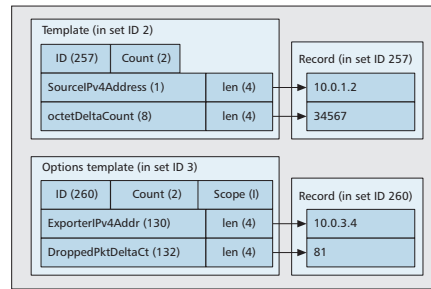 Template (in set ID 2)
ID (257) Count (2)
SourceIPv4Address (1) len (4)
octetDeltaCount (8) len (4)
Record (in set ID 257)
10.0.1.2
34567
Options template (in set ID 3)
ID (260) Count (2) Scope (I)
ExporterIPv4Addr (130) len (4)
DroppedPktDeltaCt (132) len (4)
Record (in set ID 260)
10.0.3.4
81